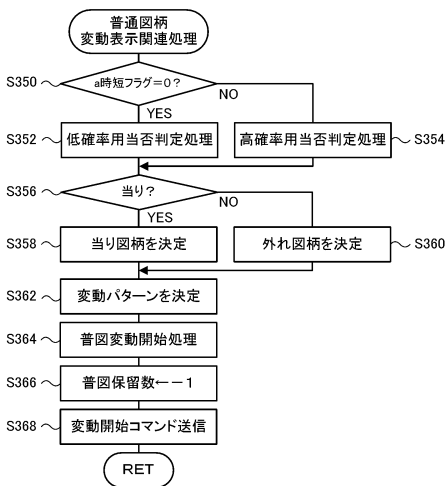 普通図柄
変動表示関連処理
S350
a時短フラグ=0?
NO
YES
S352
低確率用当否判定処理
高確率用当否判定処理
S354
S356
当り?
NO
YES
S358
当り図柄を決定
外れ図柄を決定
S360
S362
変動パターンを決定
S364
普図変動開始処理
S366
普図保留数←−1
S368
変動開始コマンド送信
RET